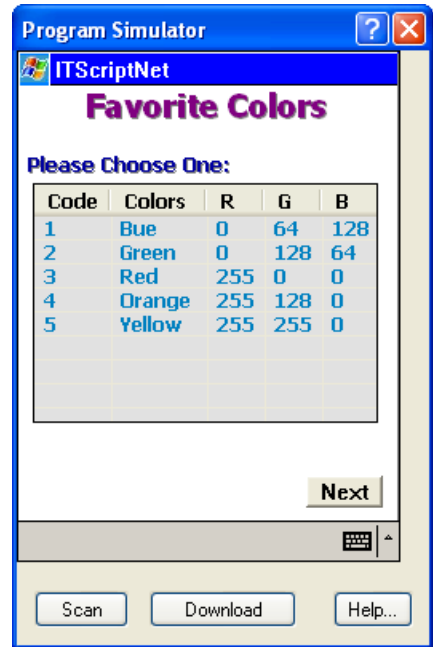 Program Simulator
ITScriptNet
Favorite Colors
Please Choose One:
Code Colors R G B
1 Bue 0 64 128
2 Green 0 128 64
3 Red 255 0 0
4 Orange 255 128 0
5 Yellow 255 255 0
Next
Scan Download Help...